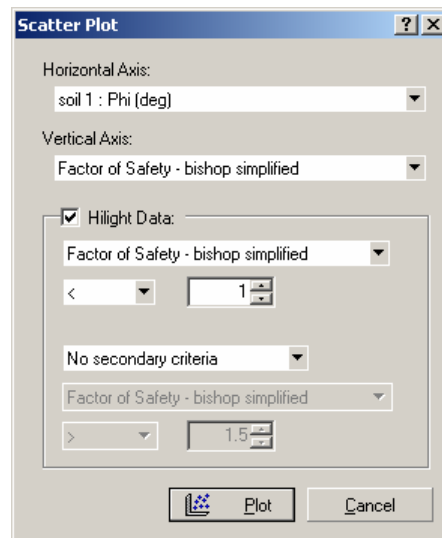 Scatter Plot
Horizontal Axis:
soil 1 : Phi (deg)
Vertical Axis:
Factor of Safety - bishop simplified
Hilight Data:
Factor of Safety - bishop simplified
< 1
No secondary criteria
Factor of Safety - bishop simplified
> 1.5
Plot Cancel